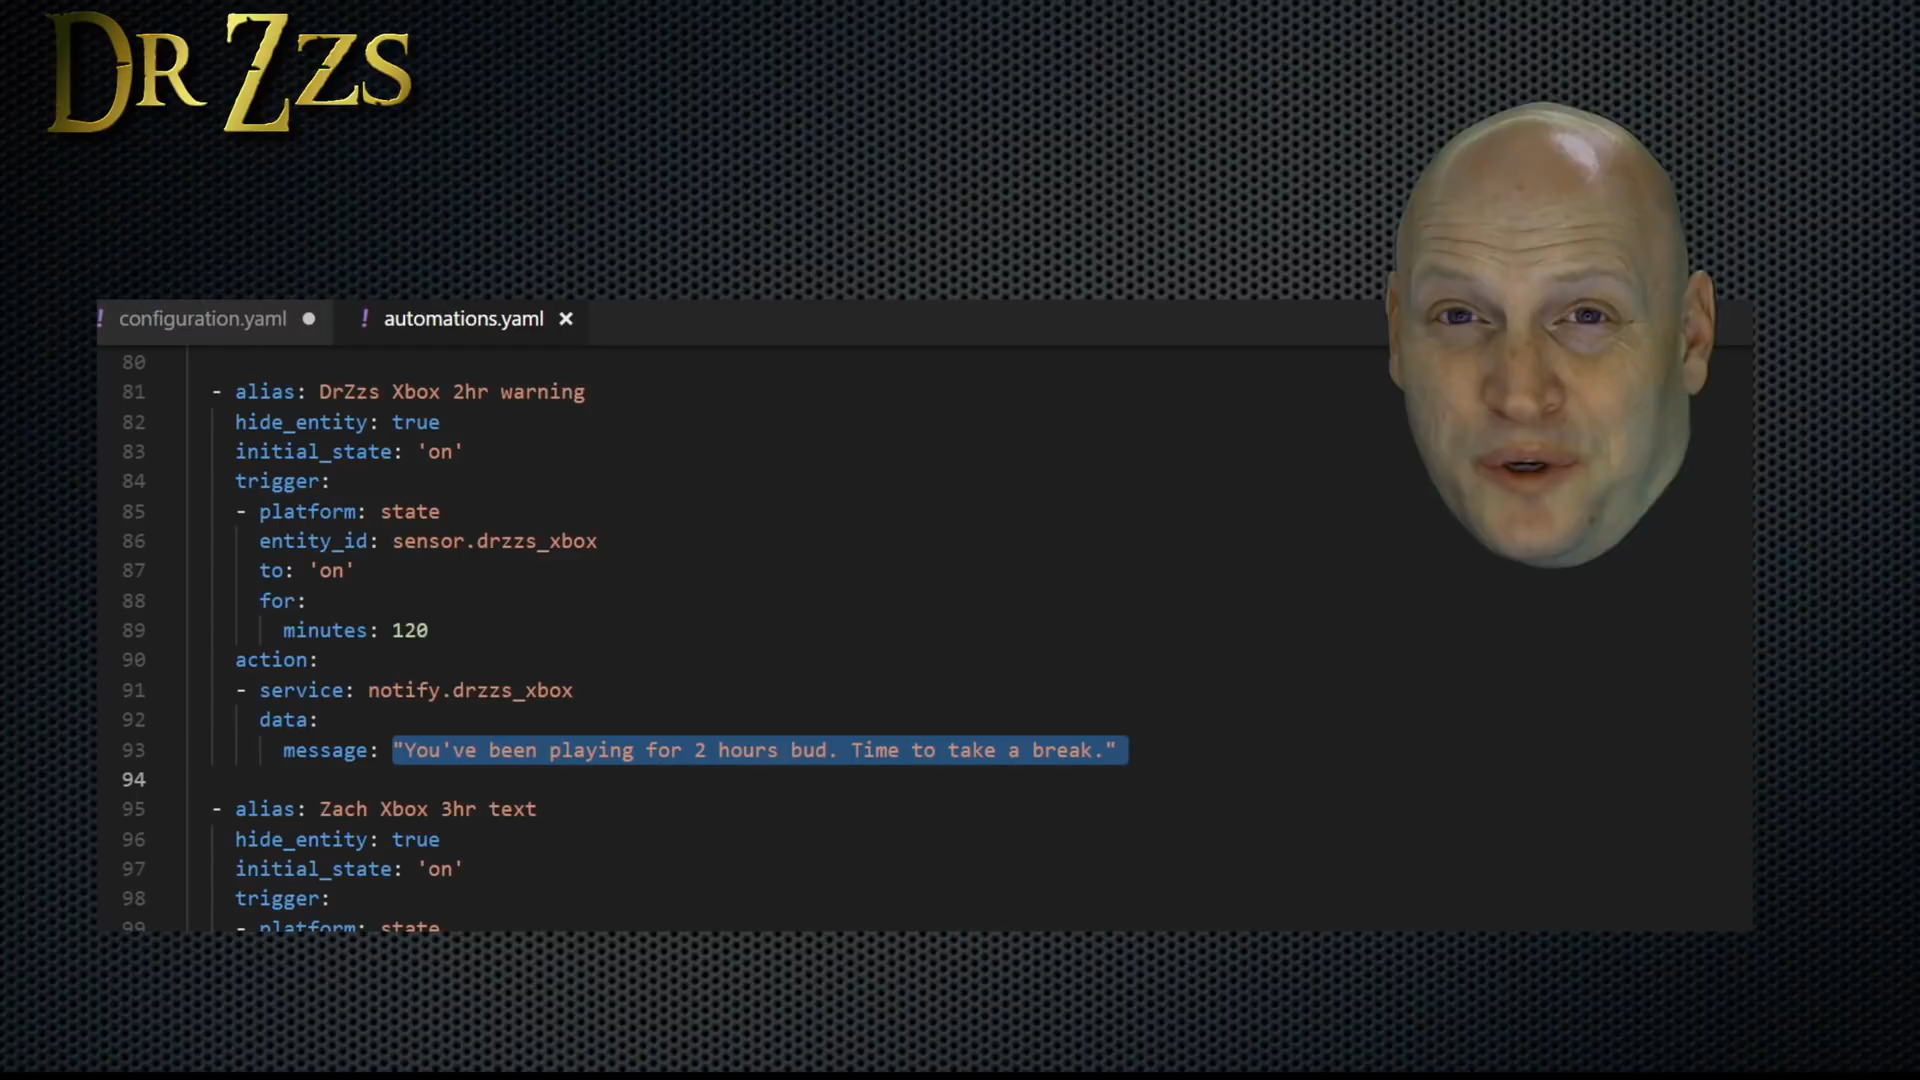 DR ZZS
! configuration.yaml ● ! automations.yaml ×
80
81 - alias: DrZzs Xbox 2hr warning
82 hide_entity: true
83 initial_state: 'on'
84 trigger:
85 - platform: state
86 entity_id: sensor.drzzs_xbox
87 to: 'on'
88 for:
89 minutes: 120
90 action:
91 - service: notify.drzzs_xbox
92 data:
93 message: "You've been playing for 2 hours bud. Time to take a break."
94
95 - alias: Zach Xbox 3hr text
96 hide_entity: true
97 initial_state: 'on'
98 trigger:
99 - platform: state